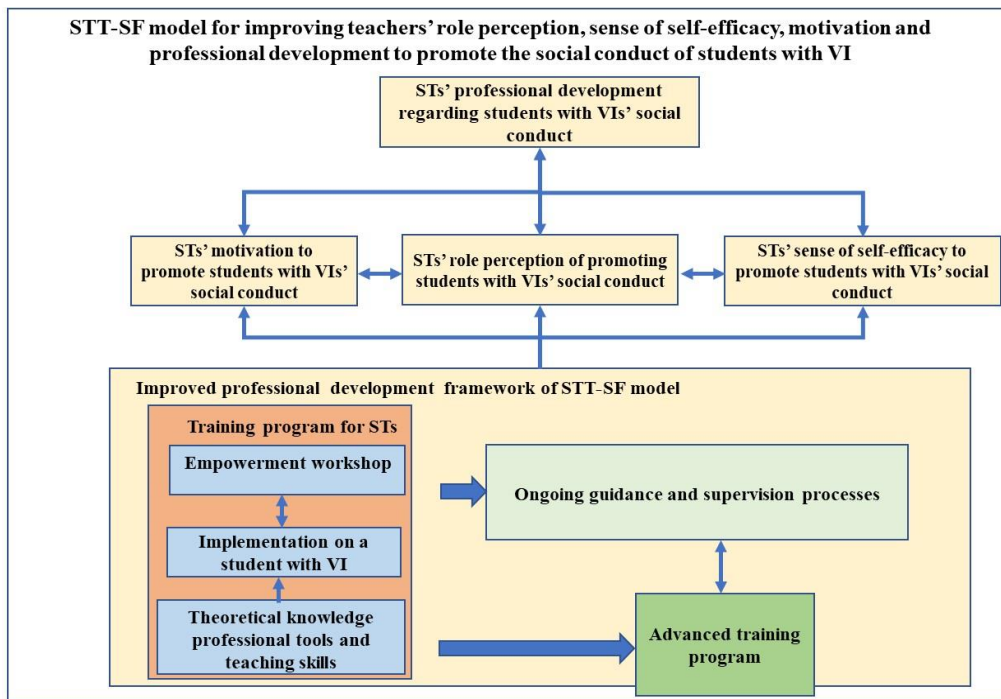 STT-SF model for improving teachers’ role perception, sense of self-efficacy, motivation and
professional development to promote the social conduct of students with VI
STs’ professional development
regarding students with VIs’ social
conduct
STs’ motivation to
promote students with VIs’
social conduct
STs’ role perception of promoting
students with VIs’ social conduct
STs’ sense of self-efficacy to
promote students with VIs’ social
conduct
Improved professional development framework of STT-SF model
Training program for STs
Empowerment workshop
Implementation on a
student with VI
Theoretical knowledge
professional tools and
teaching skills
Ongoing guidance and supervision processes
Advanced training
program